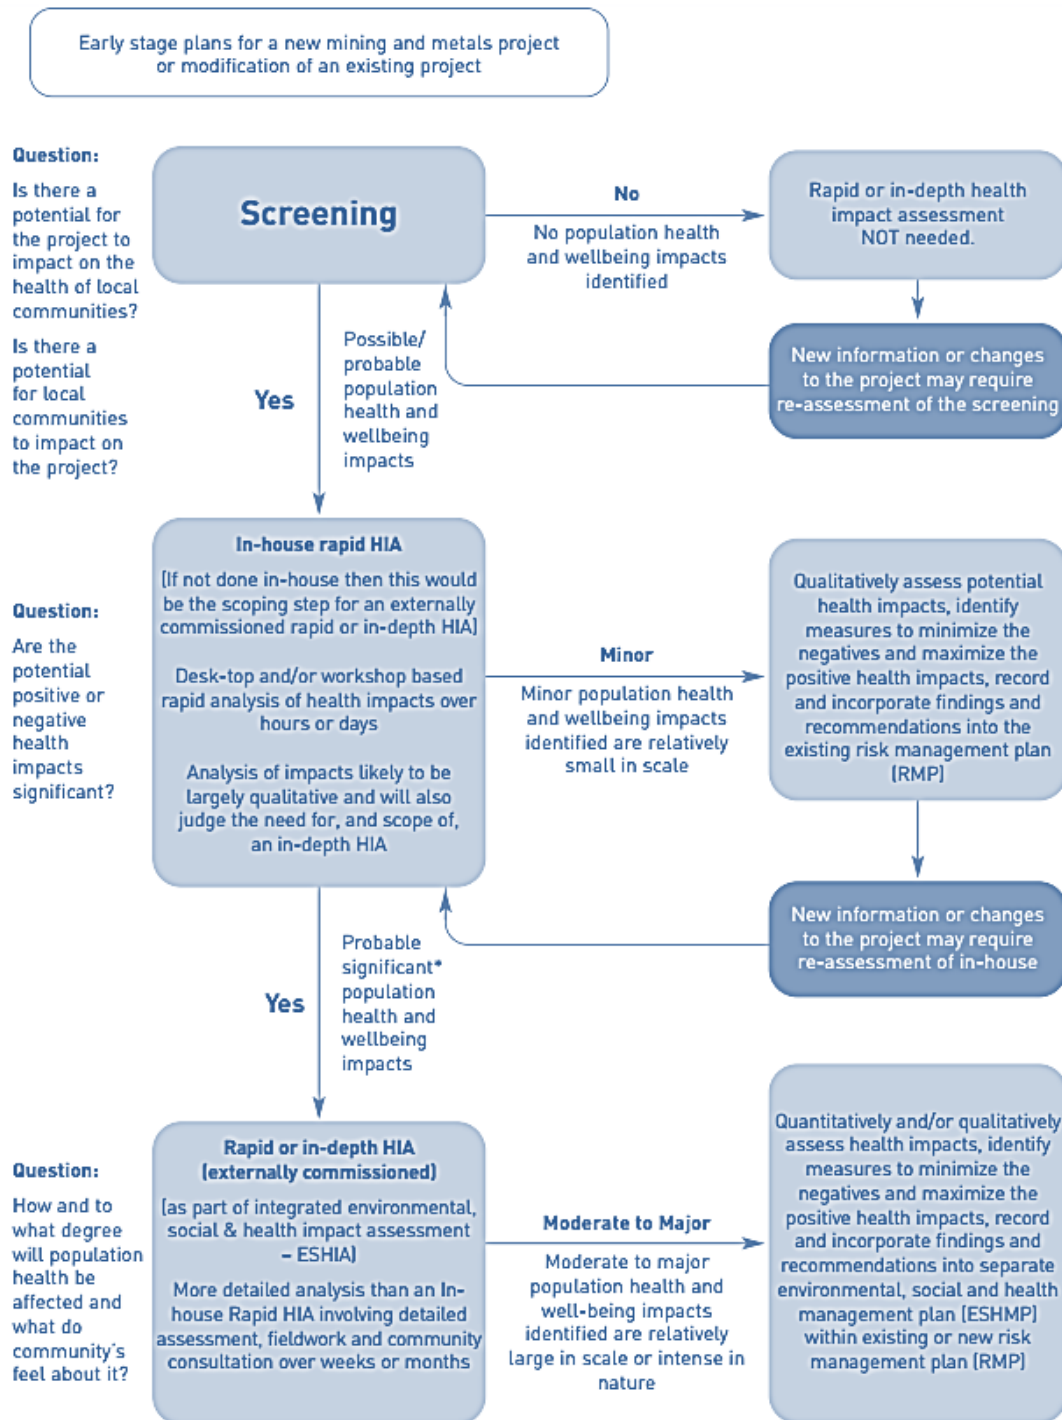 Early stage plans for a new mining and metals project
or modification of an existing project
Question:
Is there a
potential for
the project to
impact on the
health of local
communities?
Is there a
potential
for local
communities
to impact on
the project?
Screening
No
No population health
and wellbeing impacts
identified
Rapid or in-depth health
impact assessment
NOT needed.
New information or changes
to the project may require
re-assessment of the screening
Yes
Possible/
probable
population
health and
wellbeing
impacts
Question:
Are the
potential
positive or
negative
health
impacts
significant?
In-house rapid HIA
(If not done in-house then this would
be the scoping step for an externally
commissioned rapid or in-depth HIA)
Desk-top and/or workshop based
rapid analysis of health impacts over
hours or days
Analysis of impacts likely to be
largely qualitative and will also
judge the need for, and scope of,
an in-depth HIA
Minor
Minor population health
and wellbeing impacts
identified are relatively
small in scale
Qualitatively assess potential
health impacts, identify
measures to minimize the
negatives and maximize the
positive health impacts, record
and incorporate findings and
recommendations into the
existing risk management plan
(RMP)
New information or changes
to the project may require
re-assessment of in-house
Yes
Probable
significant*
population
health and
wellbeing
impacts
Question:
How and to
what degree
will population
health be
affected and
what do
community's
feel about it?
Rapid or in-depth HIA
(externally commissioned)
(as part of integrated environmental,
social & health impact assessment
– ESHIA)
More detailed analysis than an In-
house Rapid HIA involving detailed
assessment, fieldwork and community
consultation over weeks or months
Moderate to Major
Moderate to major
population health and
well-being impacts
identified are relatively
large in scale or intense in
nature
Quantitatively and/or qualitatively
assess health impacts, identify
measures to minimize the
negatives and maximize the
positive health impacts, record
and incorporate findings and
recommendations into separate
environmental, social and health
management plan (ESHMP)
within existing or new risk
management plan (RMP)